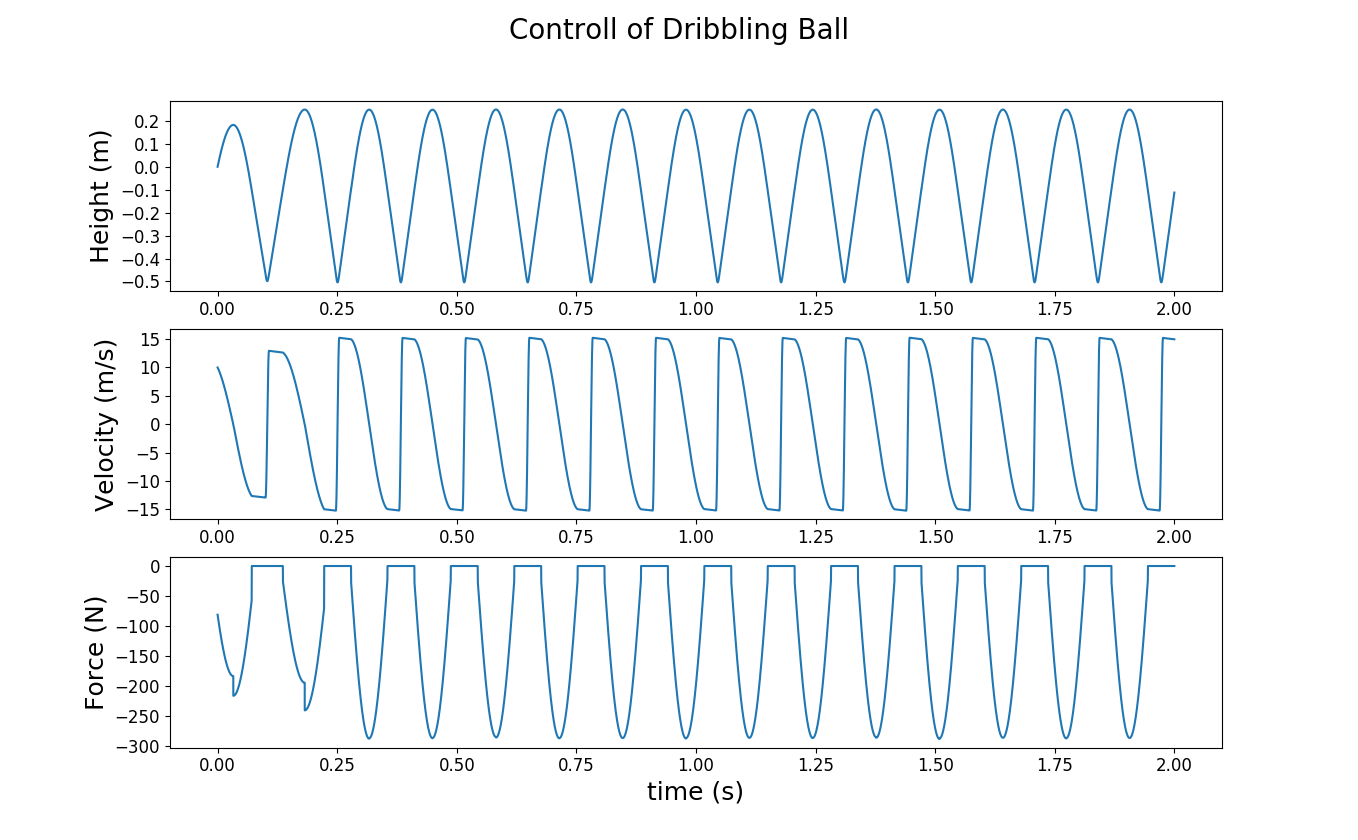 Controll of Dribbling Ball
Height (m)
0.2
0.1
0.0
−0.1
−0.2
−0.3
−0.4
−0.5
0.00 0.25 0.50 0.75 1.00 1.25 1.50 1.75 2.00
Velocity (m/s)
15
10
5
0
−5
−10
−15
0.00 0.25 0.50 0.75 1.00 1.25 1.50 1.75 2.00
Force (N)
0
−50
−100
−150
−200
−250
−300
0.00 0.25 0.50 0.75 1.00 1.25 1.50 1.75 2.00
time (s)